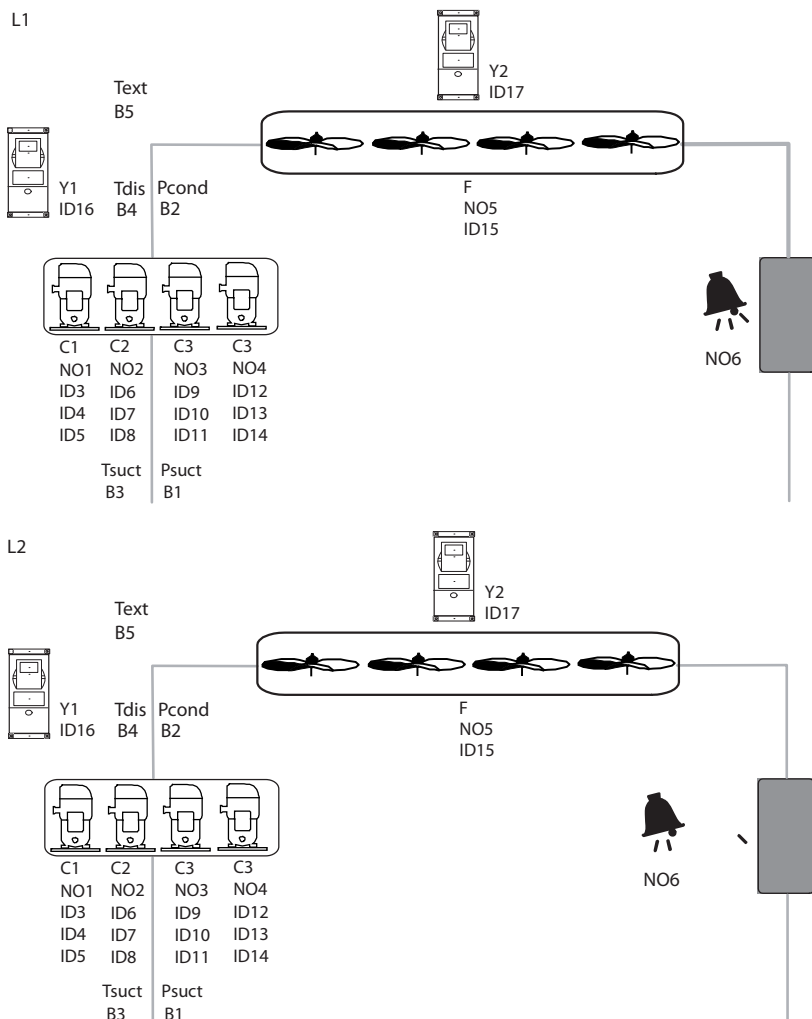 L1
Y2
ID17
Text
B5
Y1
ID16
Tdis
B4
Pcond
B2
F
NO5
ID15
C1
NO1
ID3
ID4
ID5
C2
NO2
ID6
ID7
ID8
C3
NO3
ID9
ID10
ID11
C3
NO4
ID12
ID13
ID14
NO6
Tsuct
B3
Psuct
B1
L2
Y2
ID17
Text
B5
Y1
ID16
Tdis
B4
Pcond
B2
F
NO5
ID15
C1
NO1
ID3
ID4
ID5
C2
NO2
ID6
ID7
ID8
C3
NO3
ID9
ID10
ID11
C3
NO4
ID12
ID13
ID14
NO6
Tsuct
B3
Psuct
B1